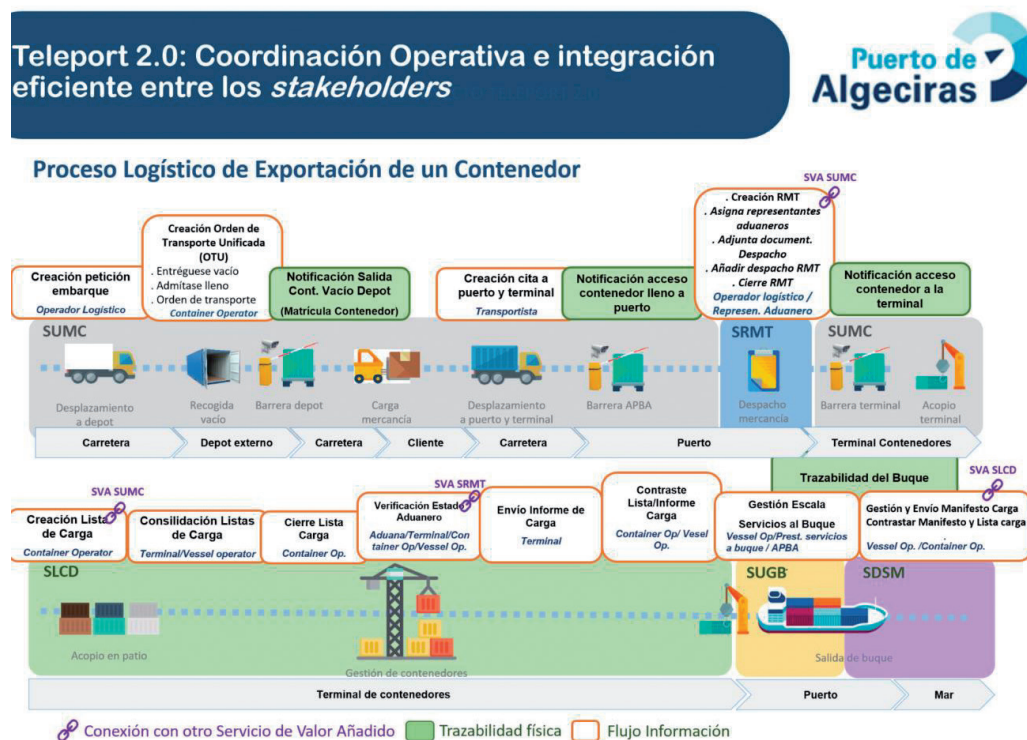 Teleport 2.0: Coordinación Operativa e integración
eficiente entre los stakeholders
Puerto de
Algeciras
Proceso Logístico de Exportación de un Contenedor
SVA SUMC
Creación petición
embarque
Operador Logístico
Creación Orden de
Transporte Unificada
(OTU)
. Entréguese vacío
. Admítase lleno
. Orden de transporte
Container Operator
Notificación Salida
Cont. Vacío Depot
(Matrícula Contenedor)
Creación cita a
puerto y terminal
Transportista
Notificación acceso
contenedor lleno a
puerto
. Creación RMT
. Asigna representantes
aduaneros
. Adjunta document.
Despacho
. Añadir despacho RMT
. Cierre RMT
Operador logístico /
Represen. Aduanero
Notificación acceso
contenedor a la
terminal
SUMC
SRMT
SUMC
Desplazamiento
a depot
Recogida
vacío
Barrera depot
Carga
mercancía
Desplazamiento
a puerto y terminal
Barrera APBA
Despacho
mercancía
Barrera terminal
Acopio
terminal
Carretera
Depot externo
Carretera
Cliente
Carretera
Puerto
Terminal Contenedores
Trazabilidad del Buque
SVA SUMC
SVA SRMT
SVA SLCD
Creación Lista
de Carga
Container Operator
Consilidación Listas
de Carga
Terminal/Vessel operator
Cierre Lista
Carga
Container Op.
Verificación Estado
Aduanero
Aduana/Terminal/Con
tainer Op/Vessel Op.
Envío Informe de
Carga
Terminal
Contraste
Lista/Informe
Carga
Container Op/ Vesel
Op.
Gestión Escala
Servicios al Buque
Vessel Op/Prest. servicios
a buque / APBA
Gestión y Envío Manifesto Carga
Contrastar Manifesto y Lista carga
.
Vessel Op. /Container Op.
SLCD
SUGB
SDSM
Acopio en patio
Gestión de contenedores
Salida de buque
Terminal de contenedores
Puerto
Mar
Conexión con otro Servicio de Valor Añadido
Trazabilidad física
Flujo Información